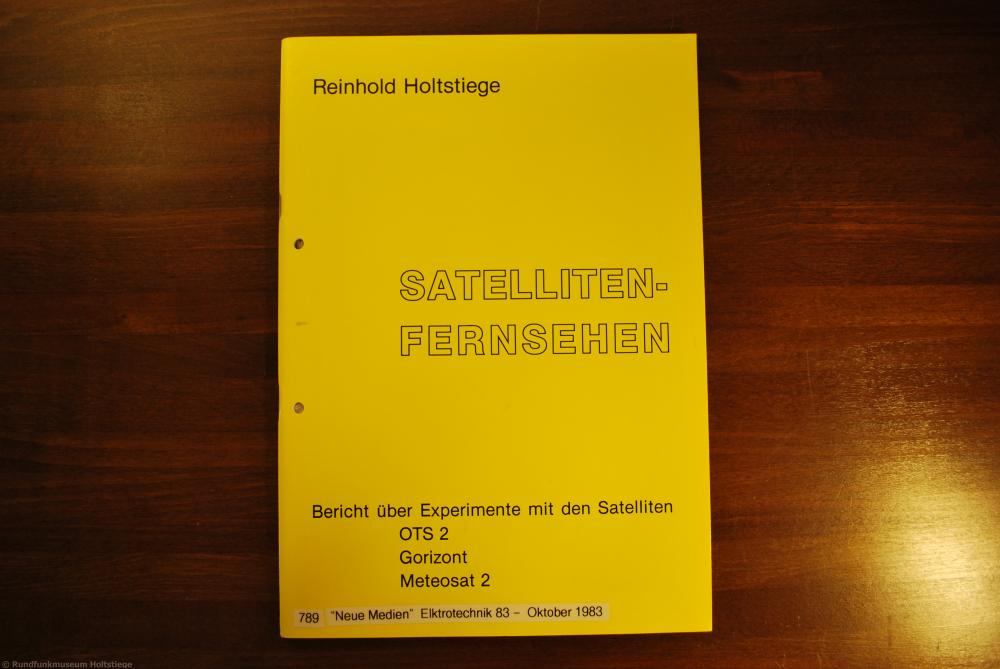 Reinhold Holtstiege
SATELLITEN-
FERNSEHEN
Bericht über Experimente mit den Satelliten
OTS 2
Gorizont
Meteosat 2
789 "Neue Medien" Elktrotechnik 83 - Oktober 1983
© Rundfunkmuseum Holtstiege